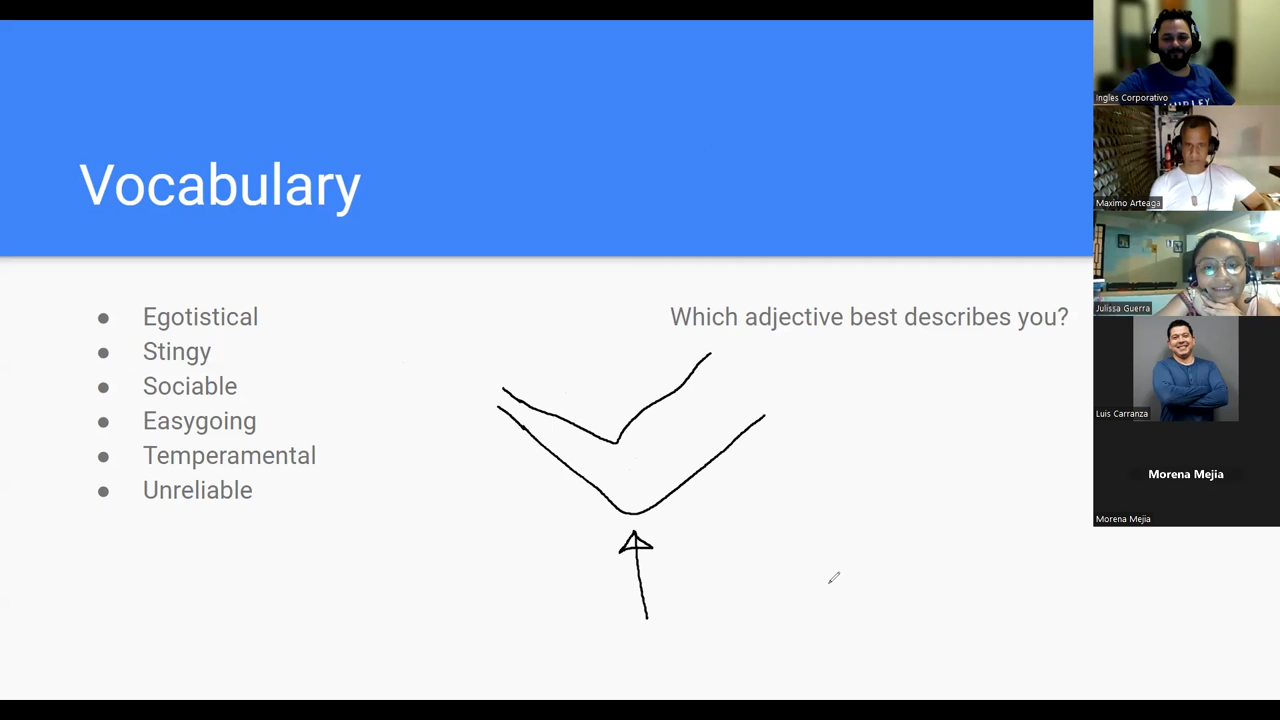 Vocabulary
Egotistical
Stingy
Sociable
Easygoing
Temperamental
Unreliable
Which adjective best describes you?
Ingles Corporativo
Maximo Arteaga
Julissa Guerra
Luis Carranza
Morena Mejia
Morena Mejia